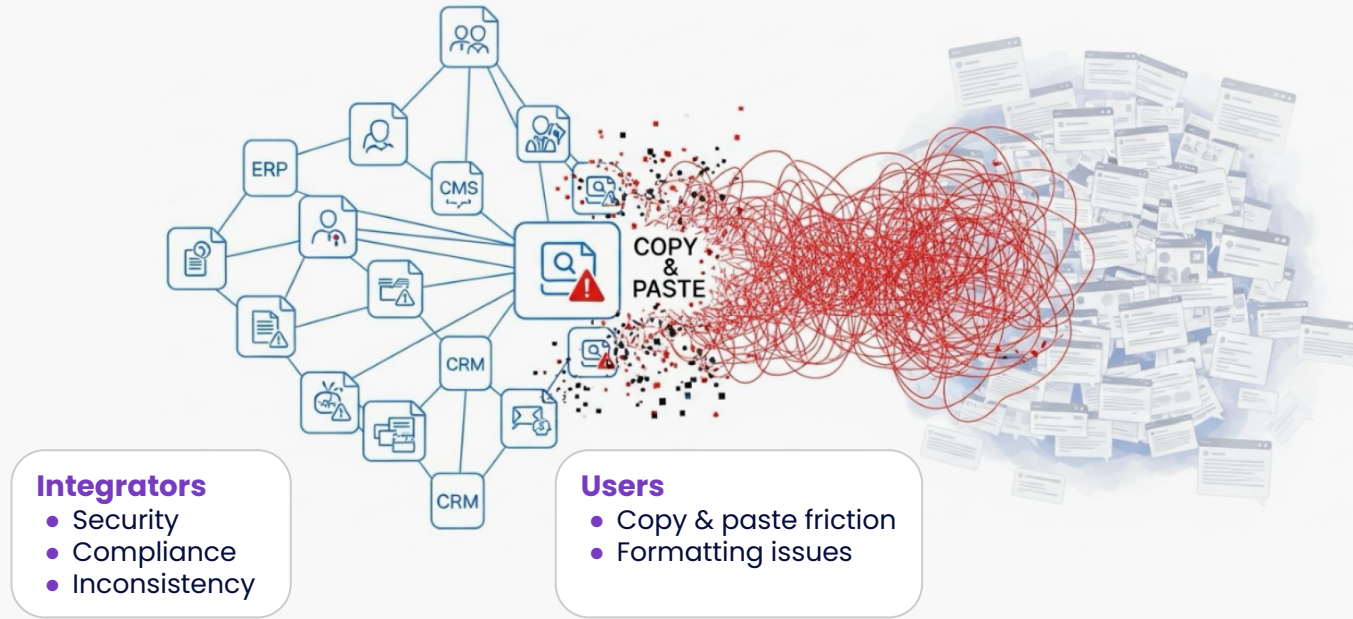 ERP
CMS
COPY
&
PASTE
CRM
CRM
Integrators
● Security
● Compliance
● Inconsistency
Users
● Copy & paste friction
● Formatting issues